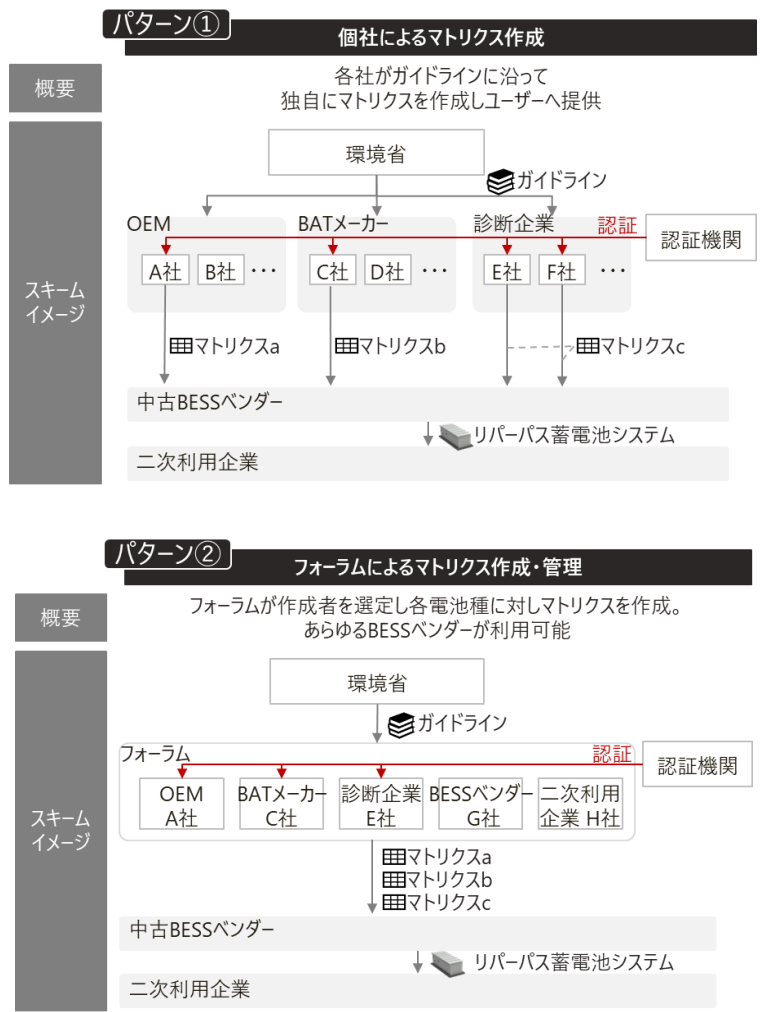 パターン①
個社によるマトリクス作成
概要
各社がガイドラインに沿って
独自にマトリクスを作成しユーザーへ提供
スキーム
イメージ
環境省
ガイドライン
OEM
BATメーカー
診断企業
認証
認証機関
A社
B社
・・・
C社
D社
・・・
E社
F社
・・・
マトリクスa
マトリクスb
マトリクスc
中古BESSベンダー
リパーパス蓄電池システム
二次利用企業
パターン②
フォーラムによるマトリクス作成・管理
概要
フォーラムが作成者を選定し各電池種に対しマトリクスを作成。
あらゆるBESSベンダーが利用可能
スキーム
イメージ
環境省
ガイドライン
フォーラム
認証
認証機関
OEM
A社
BATメーカー
C社
診断企業
E社
BESSベンダー
G社
二次利用
企業 H社
マトリクスa
マトリクスb
マトリクスc
中古BESSベンダー
リパーパス蓄電池システム
二次利用企業